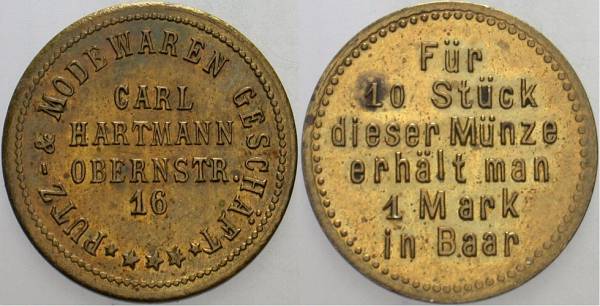 PUTZ- & MODEWAREN GESCHÄFT
CARL
HARTMANN
OBERNSTR.
16
Für
10 Stück
dieser Münze
erhält man
1 Mark
in Baar